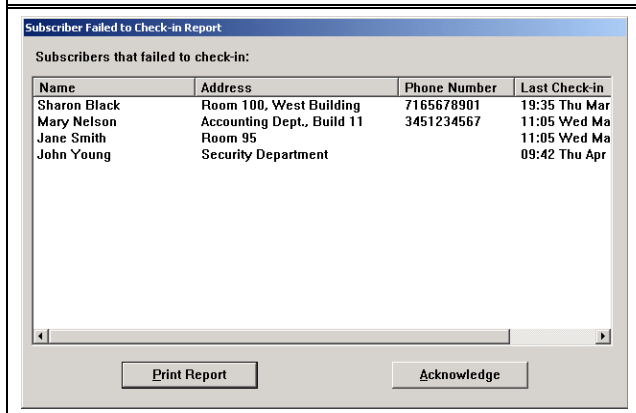 Subscriber Failed to Check-in Report
Subscribers that failed to check-in:
Name Address Phone Number Last Check-in
Sharon Black Room 100, West Building 7165678901 19:35 Thu Mar
Mary Nelson Accounting Dept., Build 11 3451234567 11:05 Wed Ma
Jane Smith Room 95 11:05 Wed Ma
John Young Security Department 09:42 Thu Apr
Print Report Acknowledge